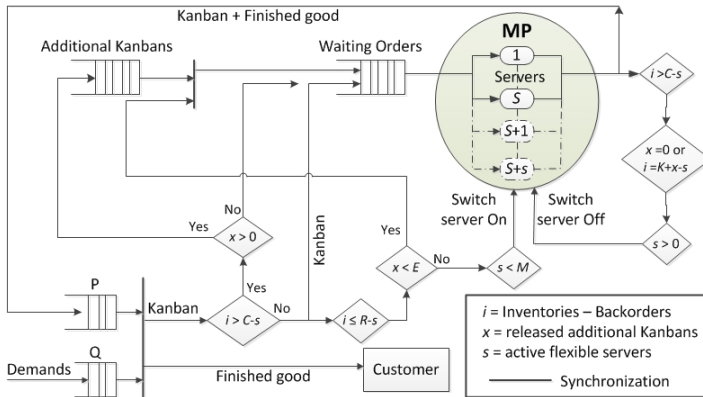 Kanban + Finished good
Additional Kanbans
Waiting Orders
MP
1
Servers
S
S+1
S+s
i >C-s
x =0 or
i =K+x-s
s > 0
Switch
server On
Switch
server Off
No
Yes
x > 0
Kanban
Yes
x < E
No
s < M
P
Kanban
Yes
i > C-s
No
i ≤ R-s
Q
Demands
Finished good
Customer
i = Inventories – Backorders
x = released additional Kanbans
s = active flexible servers
Synchronization